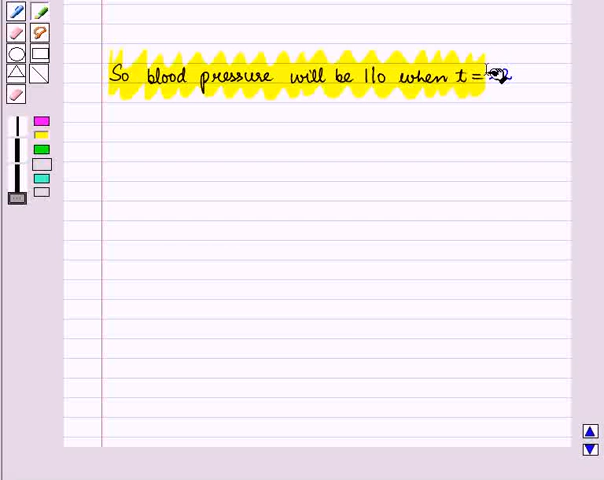 So blood pressure will be 110 when t =